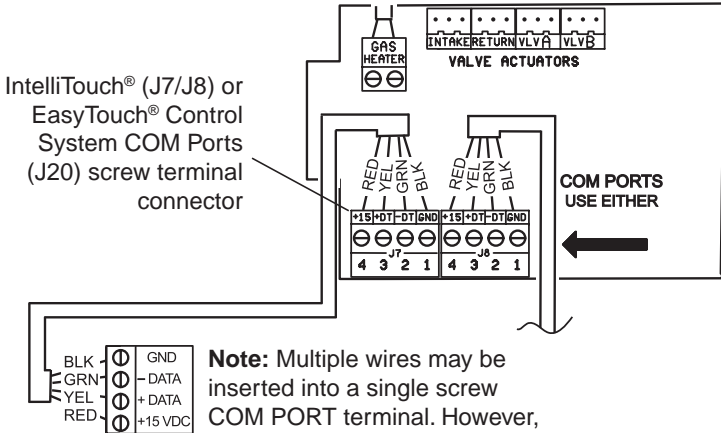 INTAKE RETURN VLVA VLVB
VALVE ACTUATORS
GAS
HEATER
IntelliTouch® (J7/J8) or
EasyTouch® Control
System COM Ports
(J20) screw terminal
connector
RED YEL GRN BLK RED YEL GRN BLK
COM PORTS
USE EITHER
+15 +DT -DT GND +15 +DT -DT GND
J7 J8
4 3 2 1 4 3 2 1
BLK GND
GRN - DATA
YEL + DATA
RED +15 VDC
Note: Multiple wires may be
inserted into a single screw
COM PORT terminal. However,